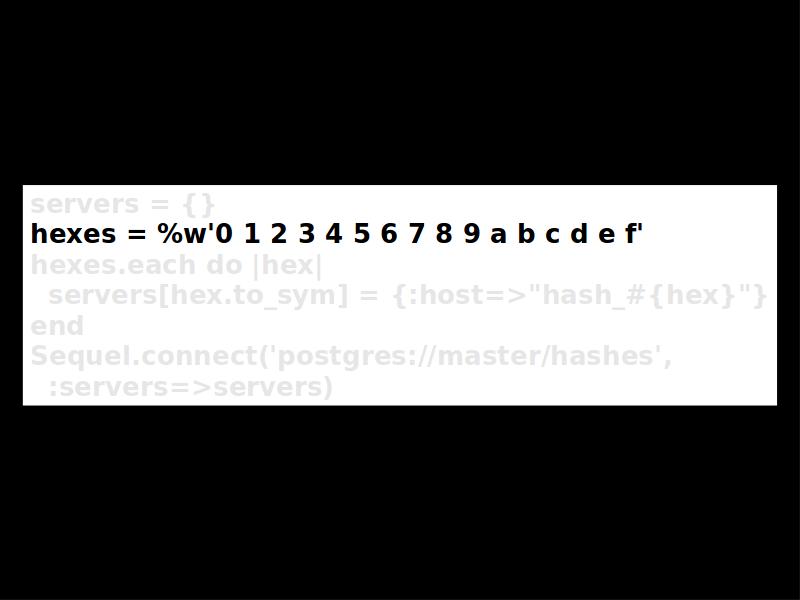 servers = {}
hexes = %w'0 1 2 3 4 5 6 7 8 9 a b c d e f'
hexes.each do |hex|
  servers[hex.to_sym] = {:host=>"hash_#{hex}"}
end
Sequel.connect('postgres://master/hashes',
  :servers=>servers)